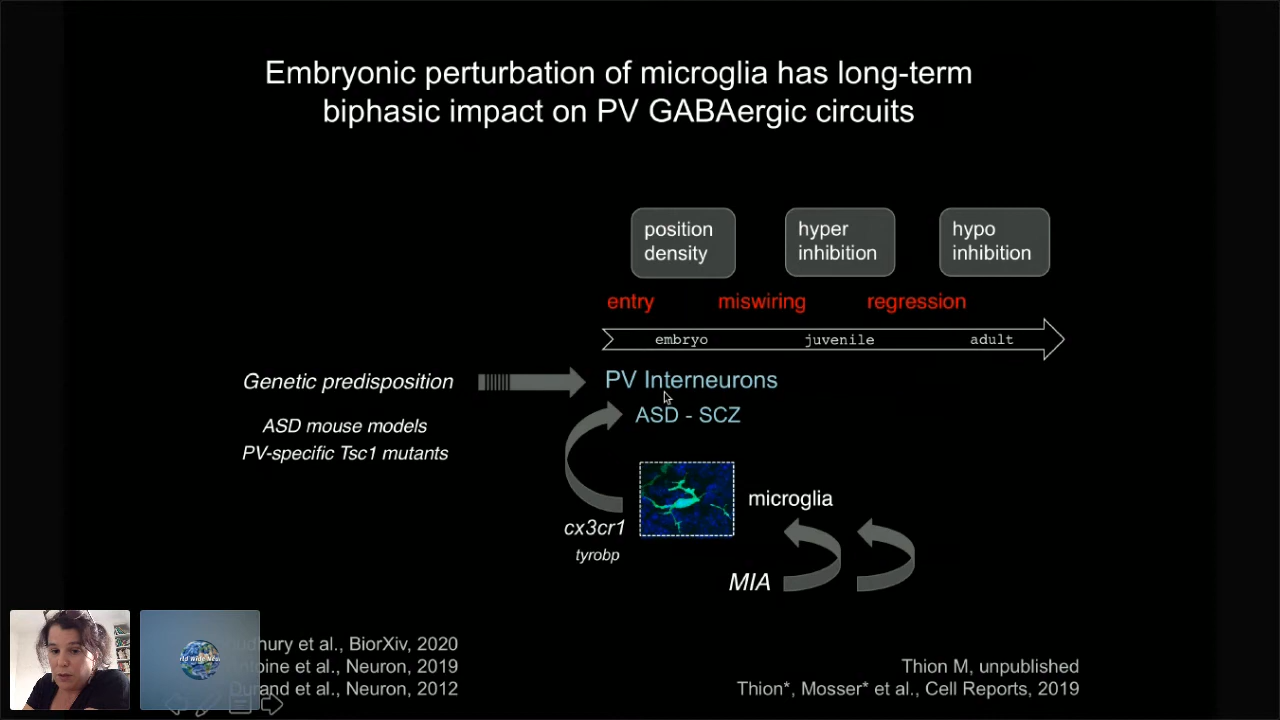 Embryonic perturbation of microglia has long-term
biphasic impact on PV GABAergic circuits
position
density
hyper
inhibition
hypo
inhibition
entry
miswiring
regression
embryo
juvenile
adult
Genetic predisposition
PV Interneurons
ASD mouse models
PV-specific Tsc1 mutants
ASD - SCZ
microglia
cx3cr1
tyrobp
MIA
et al., BiorXiv, 2020
et al., Neuron, 2019
Durand et al., Neuron, 2012
Thion M, unpublished
Thion*, Mosser* et al., Cell Reports, 2019